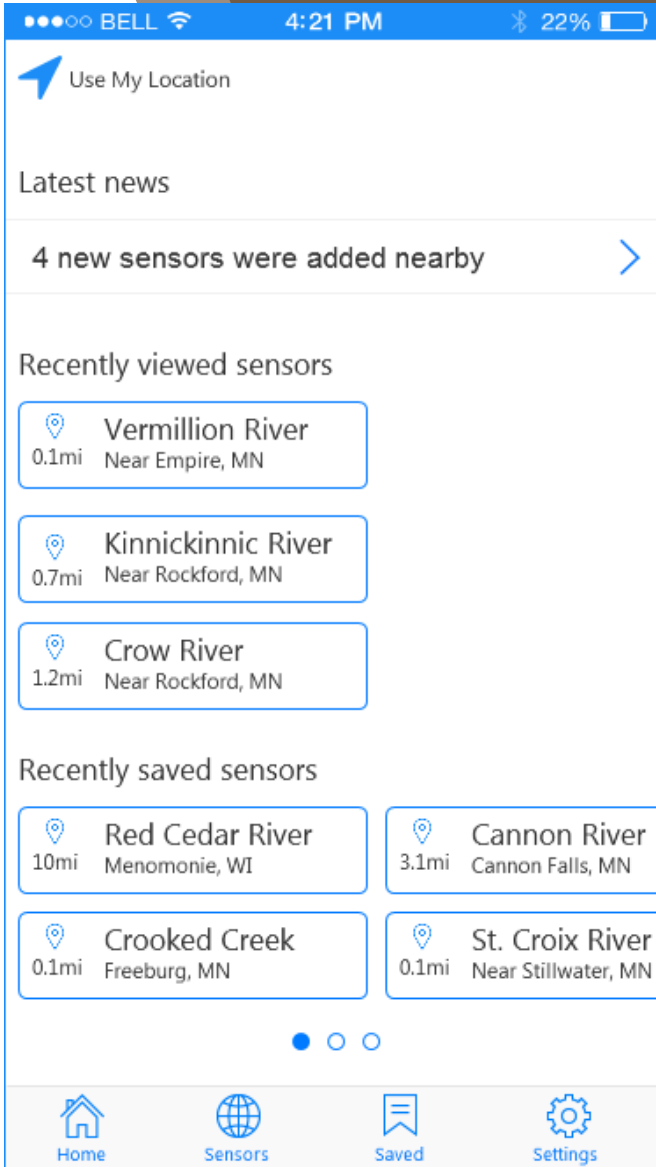 BELL 4:21 PM 22%
Use My Location
Latest news
4 new sensors were added nearby
Recently viewed sensors
Vermillion River
0.1mi Near Empire, MN
Kinnickinnic River
0.7mi Near Rockford, MN
Crow River
1.2mi Near Rockford, MN
Recently saved sensors
Red Cedar River
10mi Menomonie, WI
Cannon River
3.1mi Cannon Falls, MN
Crooked Creek
0.1mi Freeburg, MN
St. Croix River
0.1mi Near Stillwater, MN
Home Sensors Saved Settings